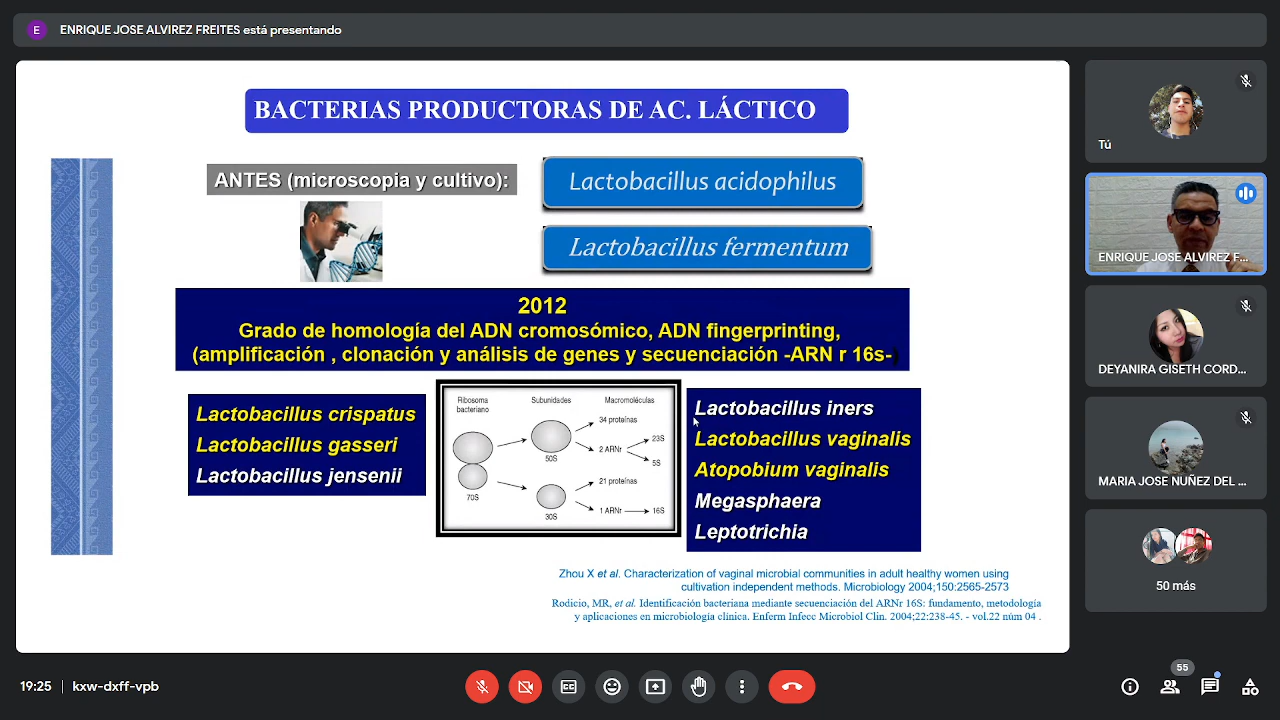 E
ENRIQUE JOSE ALVIREZ FREITES está presentando
BACTERIAS PRODUCTORAS DE AC. LÁCTICO
ANTES (microscopia y cultivo):
Lactobacillus acidophilus
Lactobacillus fermentum
2012
Grado de homología del ADN cromosómico, ADN fingerprinting,
(amplificación , clonación y análisis de genes y secuenciación -ARN r 16s-)
Lactobacillus crispatus
Lactobacillus gasseri
Lactobacillus jensenii
Ribosoma
bacteriano
Subunidades
Macromoléculas
34 proteínas
23S
2 ARNr
5S
50S
70S
21 proteínas
1 ARNr
16S
30S
Lactobacillus iners
Lactobacillus vaginalis
Atopobium vaginalis
Megasphaera
Leptotrichia
Zhou X et al. Characterization of vaginal microbial communities in adult healthy women using
cultivation independent methods. Microbiology 2004;150:2565-2573
Rodicio, MR, et al. Identificación bacteriana mediante secuenciación del ARNr 16S: fundamento, metodología
y aplicaciones en microbiología clínica. Enferm Infecc Microbiol Clin. 2004;22:238-45. - vol.22 núm 04 .
Tú
ENRIQUE JOSE ALVIREZ F...
DEYANIRA GISETH CORD...
MARIA JOSE NUÑEZ DEL ...
50 más
19:25 | kxw-dxff-vpb
55